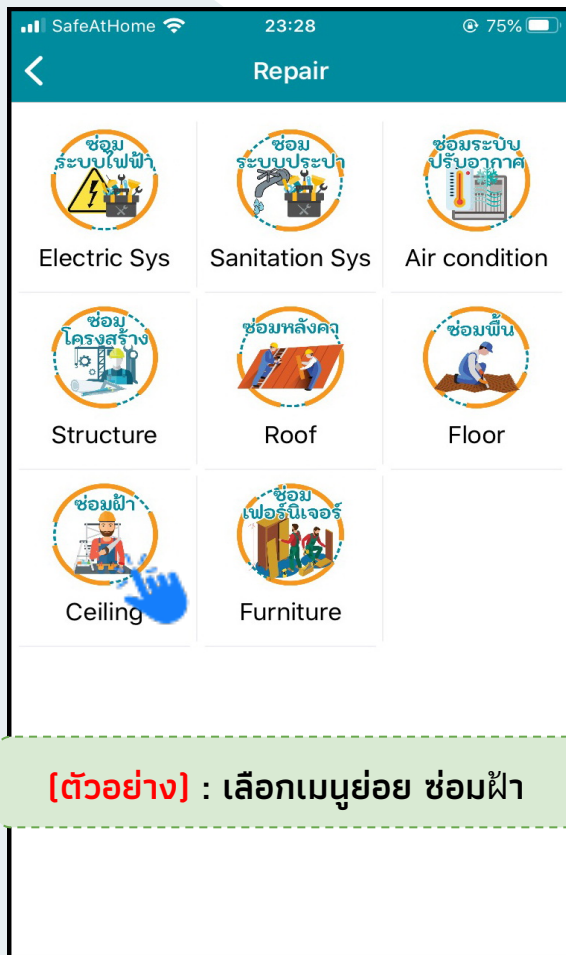 SafeAtHome 23:28 75%
Repair
ซ่อม
ระบบไฟฟ้า
Electric Sys
ซ่อม
ระบบประปา
Sanitation Sys
ซ่อมระบบ
ปรับอากาศ
Air condition
ซ่อม
โครงสร้าง
Structure
ซ่อมหลังคา
Roof
ซ่อมพื้น
Floor
ซ่อมฝ้า
Ceiling
ซ่อม
เฟอร์นิเจอร์
Furniture
(ตัวอย่าง) : เลือกเมนูย่อย ซ่อมฝ้า